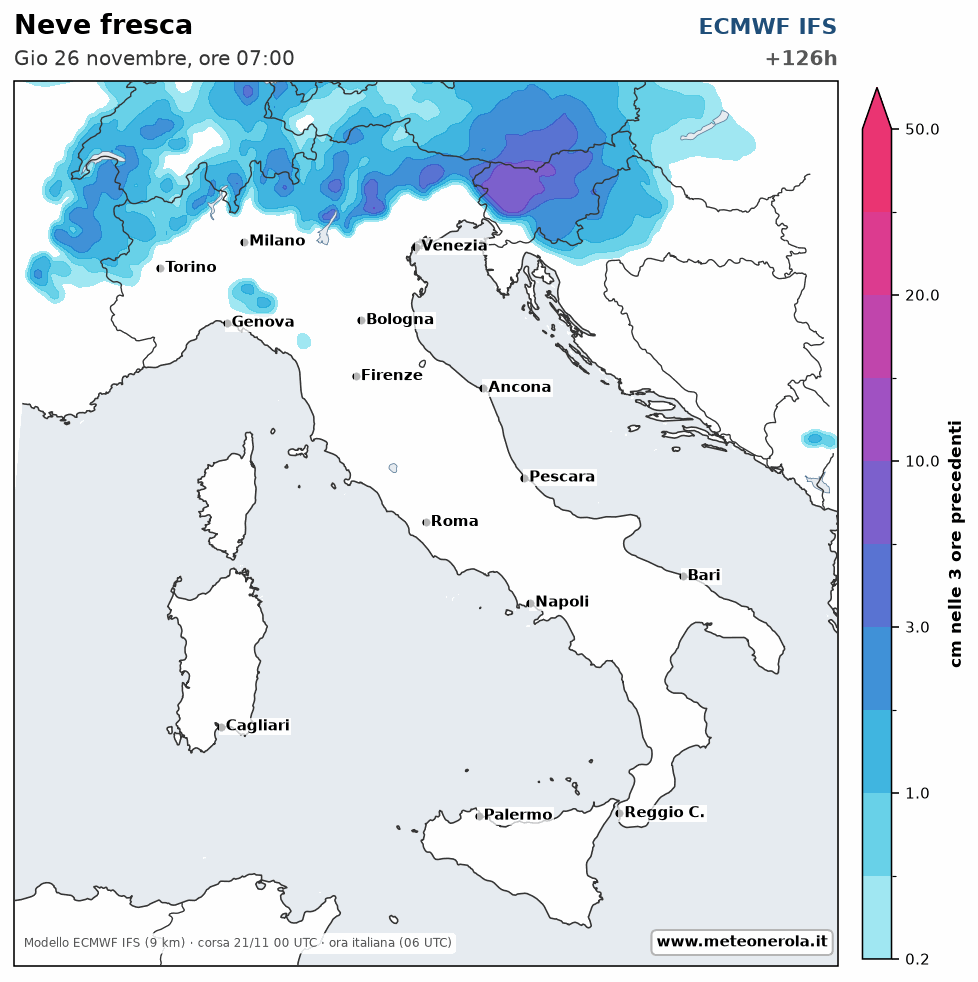 Neve fresca
ECMWF IFS
Gio 26 novembre, ore 07:00
+126h
Milano
Venezia
Torino
Genova
Bologna
Firenze
Ancona
Pescara
Roma
Bari
Napoli
Cagliari
Palermo
Reggio C.
50.0
20.0
10.0
3.0
1.0
0.2
cm nelle 3 ore precedenti
Modello ECMWF IFS (9 km) · corsa 21/11 00 UTC · ora italiana (06 UTC)
www.meteonerola.it